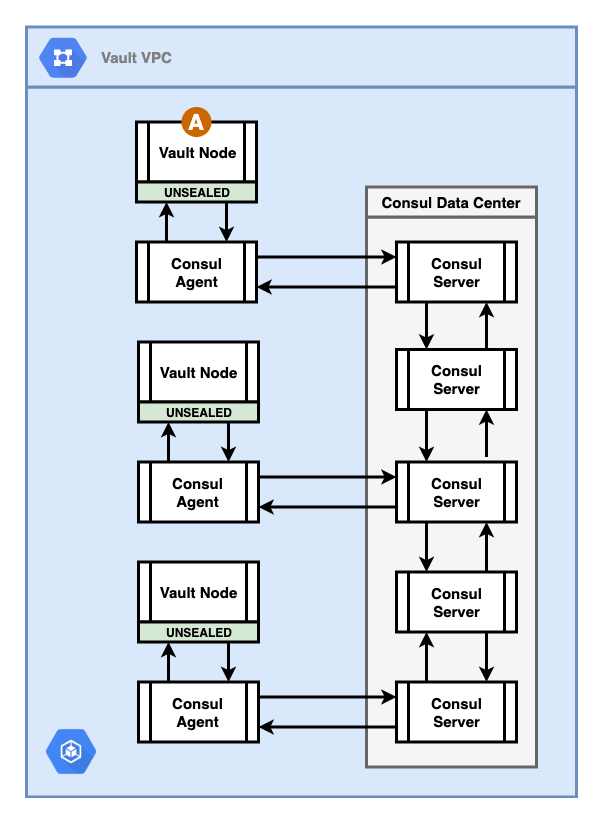 Vault VPC
A
Vault Node
UNSEALED
Consul Data Center
Consul
Agent
Consul
Server
Consul
Server
Vault Node
UNSEALED
Consul
Agent
Consul
Server
Vault Node
UNSEALED
Consul
Server
Consul
Agent
Consul
Server